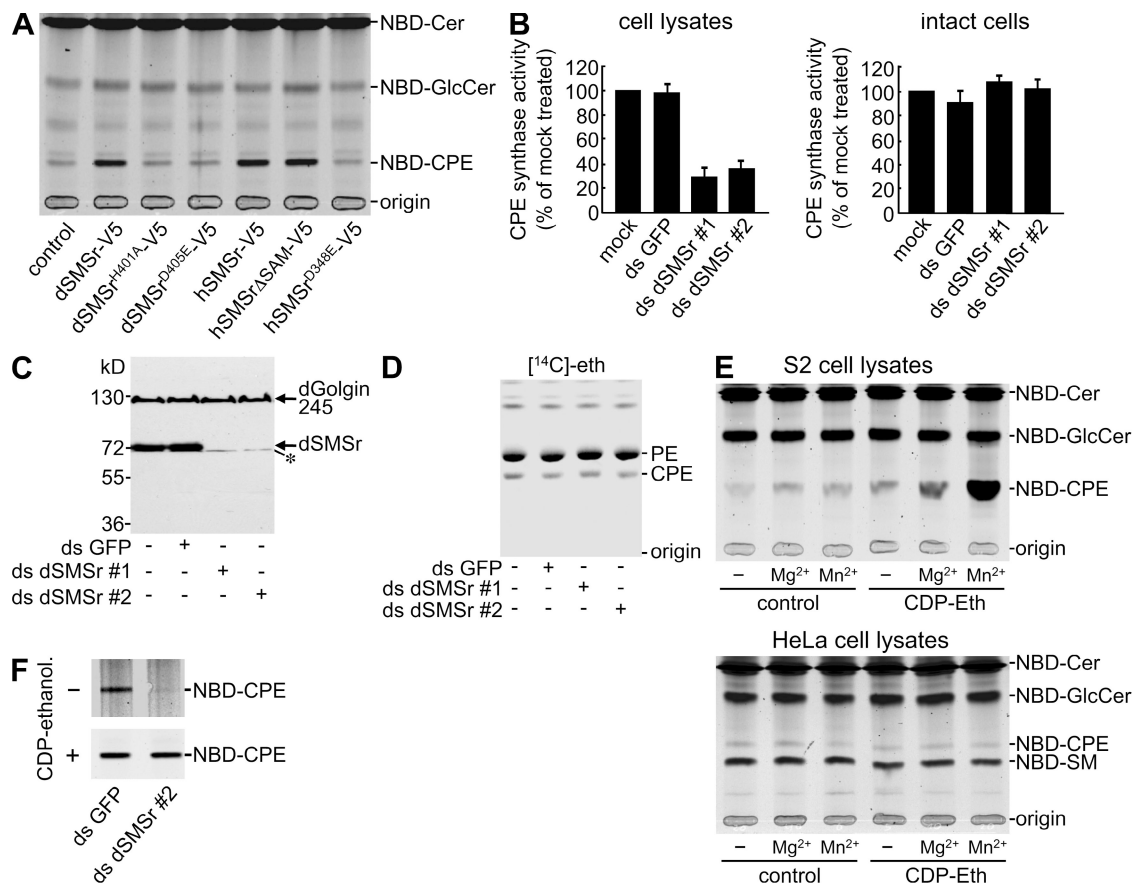 A
NBD-Cer
NBD-GlcCer
NBD-CPE
origin
control
dSMSr-V5
dSMSrH401A_V5
dSMSrD405E_V5
hSMSr-V5
hSMSrΔSAM-V5
hSMSrD348E_V5
B
cell lysates
CPE synthase activity
(% of mock treated)
120
100
80
60
40
20
0
mock
ds GFP
ds dSMSr #1
ds dSMSr #2
intact cells
CPE synthase activity
(% of mock treated)
120
100
80
60
40
20
0
mock
ds GFP
ds dSMSr #1
ds dSMSr #2
C
kD
130
72
55
36
dGolgin
245
dSMSr
*
ds GFP - + - -
ds dSMSr #1 - - + -
ds dSMSr #2 - - - +
D
[14C]-eth
PE
CPE
origin
ds GFP - + - -
ds dSMSr #1 - - + -
ds dSMSr #2 - - - +
E
S2 cell lysates
NBD-Cer
NBD-GlcCer
NBD-CPE
origin
– Mg2+ Mn2+ – Mg2+ Mn2+
control CDP-Eth
HeLa cell lysates
NBD-Cer
NBD-GlcCer
NBD-CPE
NBD-SM
origin
– Mg2+ Mn2+ – Mg2+ Mn2+
control CDP-Eth
F
CDP-ethanol.
–
NBD-CPE
+
NBD-CPE
ds GFP
ds dSMSr #2